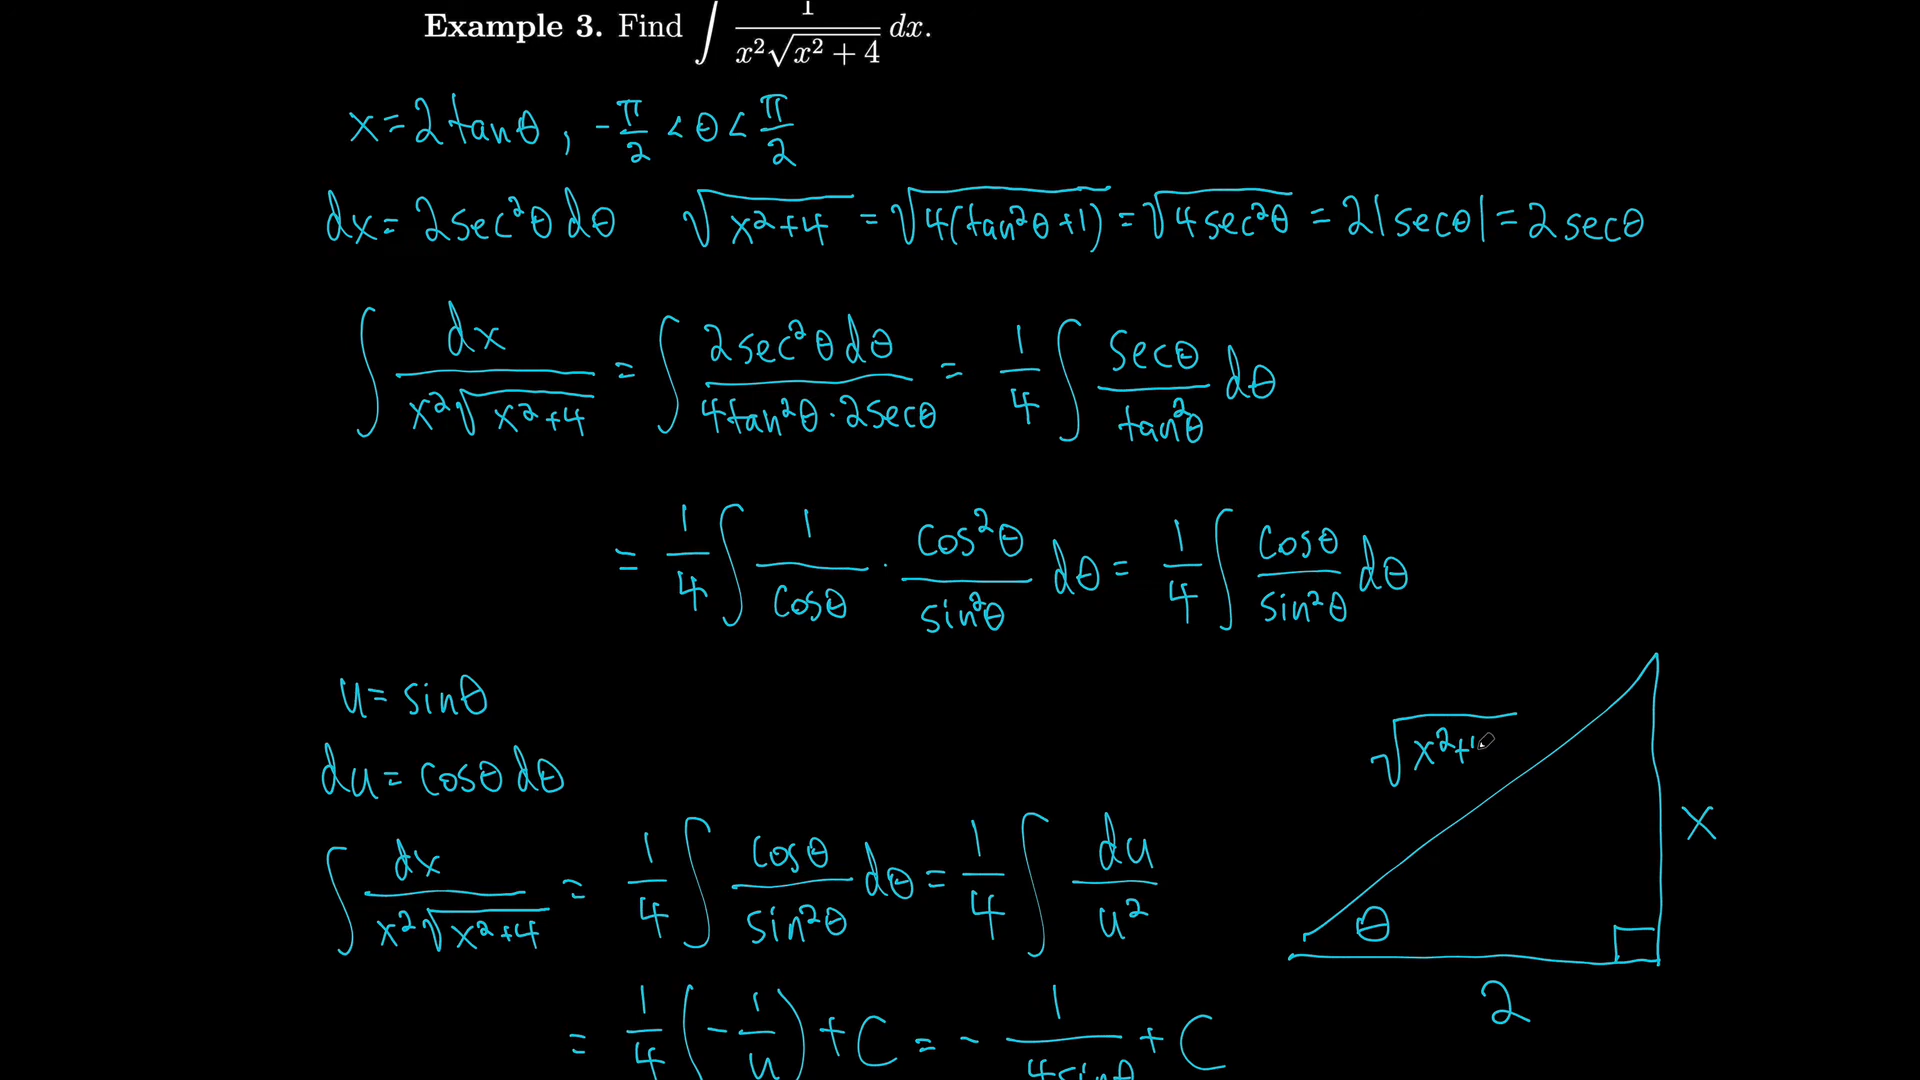 Example 3. Find ∫ 1/(x²√(x² + 4)) dx.
x = 2tanθ, -π/2 < θ < π/2
dx = 2sec²θ dθ √(x²+4) = √(4(tan²θ+1)) = √(4sec²θ) = 2|secθ| = 2secθ
∫ dx/(x²√(x²+4)) = ∫ 2sec²θ dθ/(4tan²θ · 2secθ) = 1/4 ∫ secθ/tan²θ dθ
= 1/4 ∫ 1/cosθ · cos²θ/sin²θ dθ = 1/4 ∫ cosθ/sin²θ dθ
u = sinθ
du = cosθ dθ
∫ dx/(x²√(x²+4)) = 1/4 ∫ cosθ/sin²θ dθ = 1/4 ∫ du/u²
= 1/4 (-1/u) + C = - 1/(4sinθ) + C
√(x²+
x
θ
2